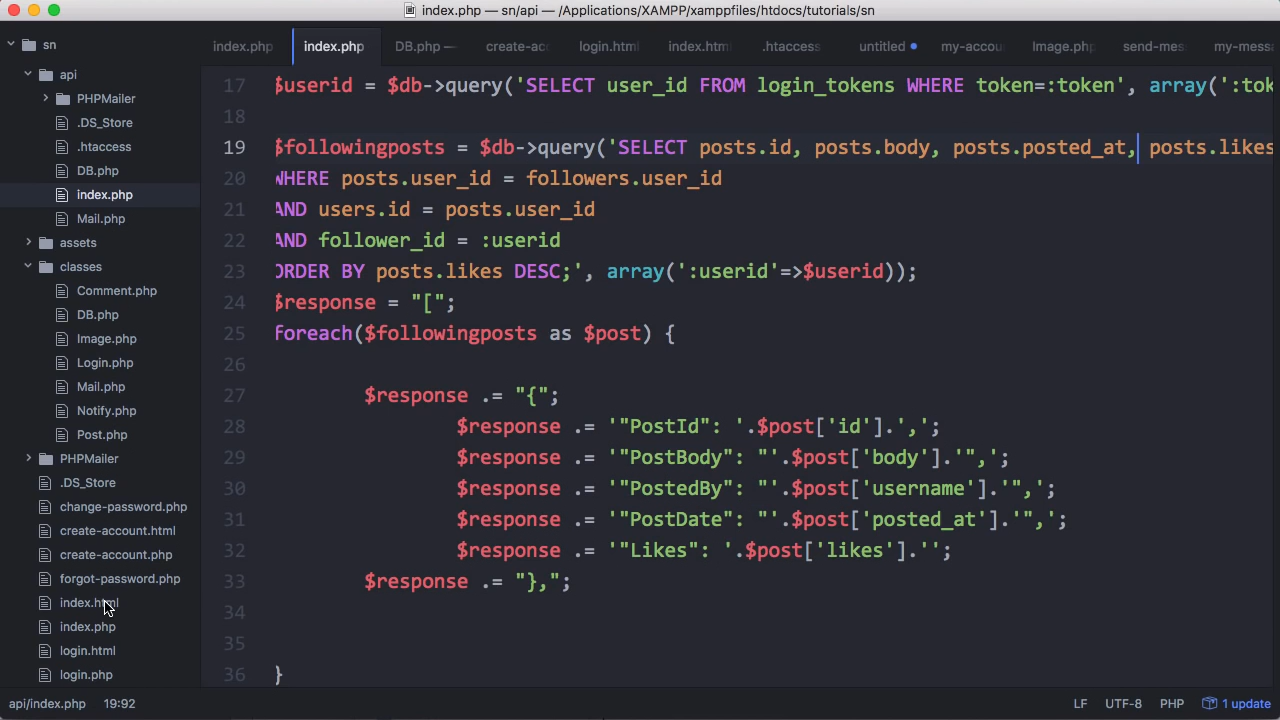 index.php — sn/api — /Applications/XAMPP/xamppfiles/htdocs/tutorials/sn
sn
api
PHPMailer
.DS_Store
.htaccess
DB.php
index.php
Mail.php
assets
classes
Comment.php
DB.php
Image.php
Login.php
Mail.php
Notify.php
Post.php
PHPMailer
.DS_Store
change-password.php
create-account.html
create-account.php
forgot-password.php
index.html
index.php
login.html
login.php
index.php index.php DB.php — create-acc login.html index.html .htaccess untitled my-accou Image.php send-mes my-messa
17 $userid = $db->query('SELECT user_id FROM login_tokens WHERE token=:token', array(':tok
18
19 $followingposts = $db->query('SELECT posts.id, posts.body, posts.posted_at, posts.likes
20 WHERE posts.user_id = followers.user_id
21 AND users.id = posts.user_id
22 AND follower_id = :userid
23 ORDER BY posts.likes DESC;', array(':userid'=>$userid));
24 $response = "[";
25 foreach($followingposts as $post) {
26
27 $response .= "{";
28 $response .= '"PostId": '.$post['id'].',';
29 $response .= '"PostBody": "'.$post['body'].'",';
30 $response .= '"PostedBy": "'.$post['username'].'",';
31 $response .= '"PostDate": "'.$post['posted_at'].'",';
32 $response .= '"Likes": '.$post['likes'].'';
33 $response .= "},";
34
35
36 }
api/index.php 19:92 LF UTF-8 PHP 1 update